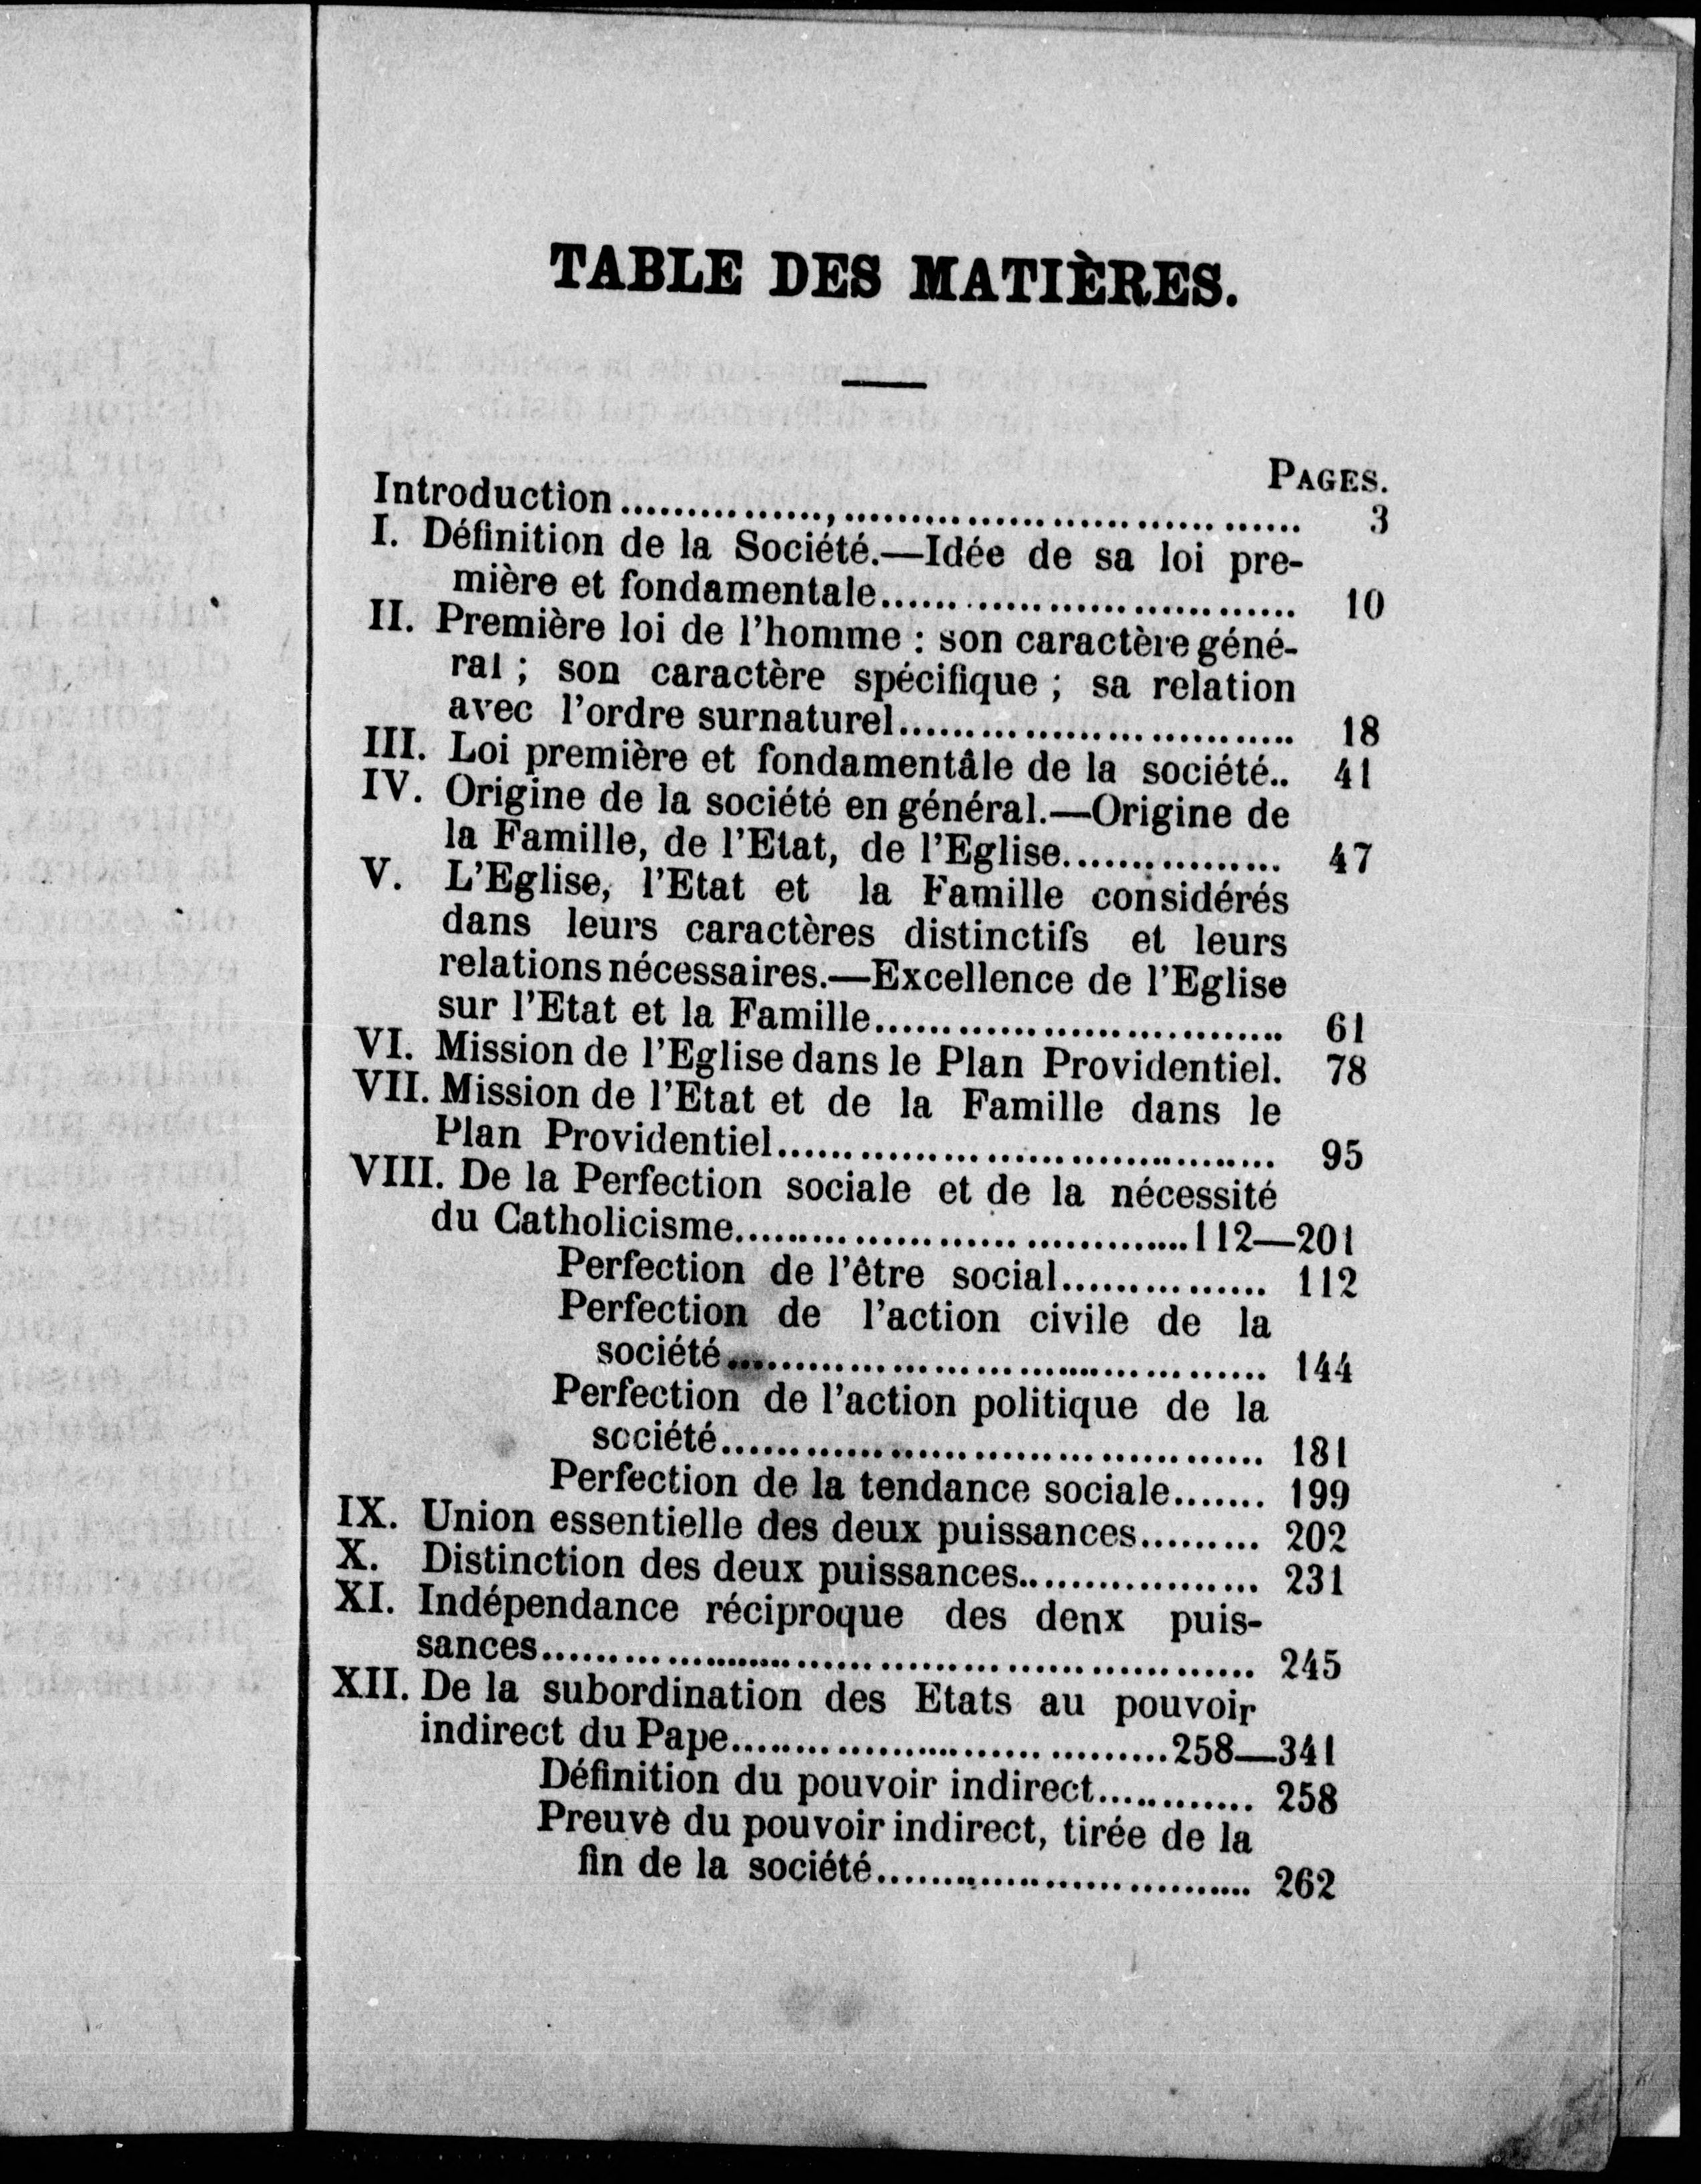 TABLE DES MATIÈRES.
PAGES.
Introduction ..............., .................................. 3
I. Définition de la Société.—Idée de sa loi pre-
mière et fondamentale............................... 10
II. Première loi de l'homme : son caractère géné-
ral ; son caractère spécifique ; sa relation
avec l'ordre surnaturel.............................. 18
III. Loi première et fondamentâle de la société.. 41
IV. Origine de la société en général.—Origine de
la Famille, de l'Etat, de l'Eglise................ 47
V. L'Eglise, l'Etat et la Famille considérés
dans leurs caractères distinctifs et leurs
relations nécessaires.—Excellence de l'Eglise
sur l'Etat et la Famille.............................. 61
VI. Mission de l'Eglise dans le Plan Providentiel. 78
VII. Mission de l'Etat et de la Famille dans le
Plan Providentiel..................................... 95
VIII. De la Perfection sociale et de la nécessité
du Catholicisme.................................112—201
Perfection de l'être social............... 112
Perfection de l'action civile de la
société....................................... 144
Perfection de l'action politique de la
société....................................... 181
Perfection de la tendance sociale....... 199
IX. Union essentielle des deux puissances......... 202
X. Distinction des deux puissances.................. 231
XI. Indépendance réciproque des denx puis-
sances.................................................... 245
XII. De la subordination des Etats au pouvoir
indirect du Pape................................258—341
Définition du pouvoir indirect............ 258
Preuvè du pouvoir indirect, tirée de la
fin de la société............................ 262